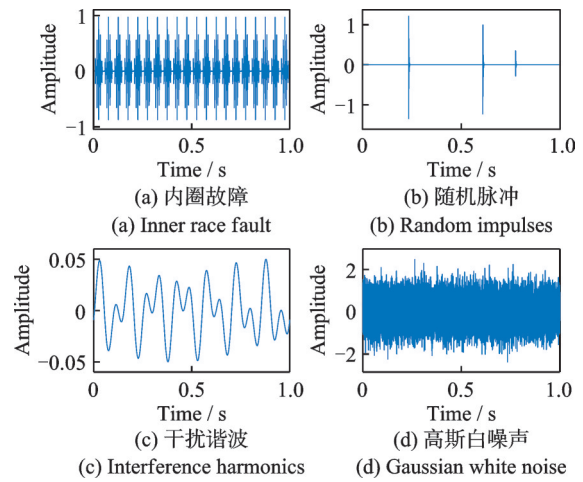 Amplitude
1
0
−1
0
0.5
1.0
Time / s
(a) 内圈故障
(a) Inner race fault
Amplitude
1
0
−1
0
0.5
1.0
Time / s
(b) 随机脉冲
(b) Random impulses
Amplitude
0.05
0
−0.05
0
0.5
1.0
Time / s
(c) 干扰谐波
(c) Interference harmonics
Amplitude
2
0
−2
0
0.5
1.0
Time / s
(d) 高斯白噪声
(d) Gaussian white noise